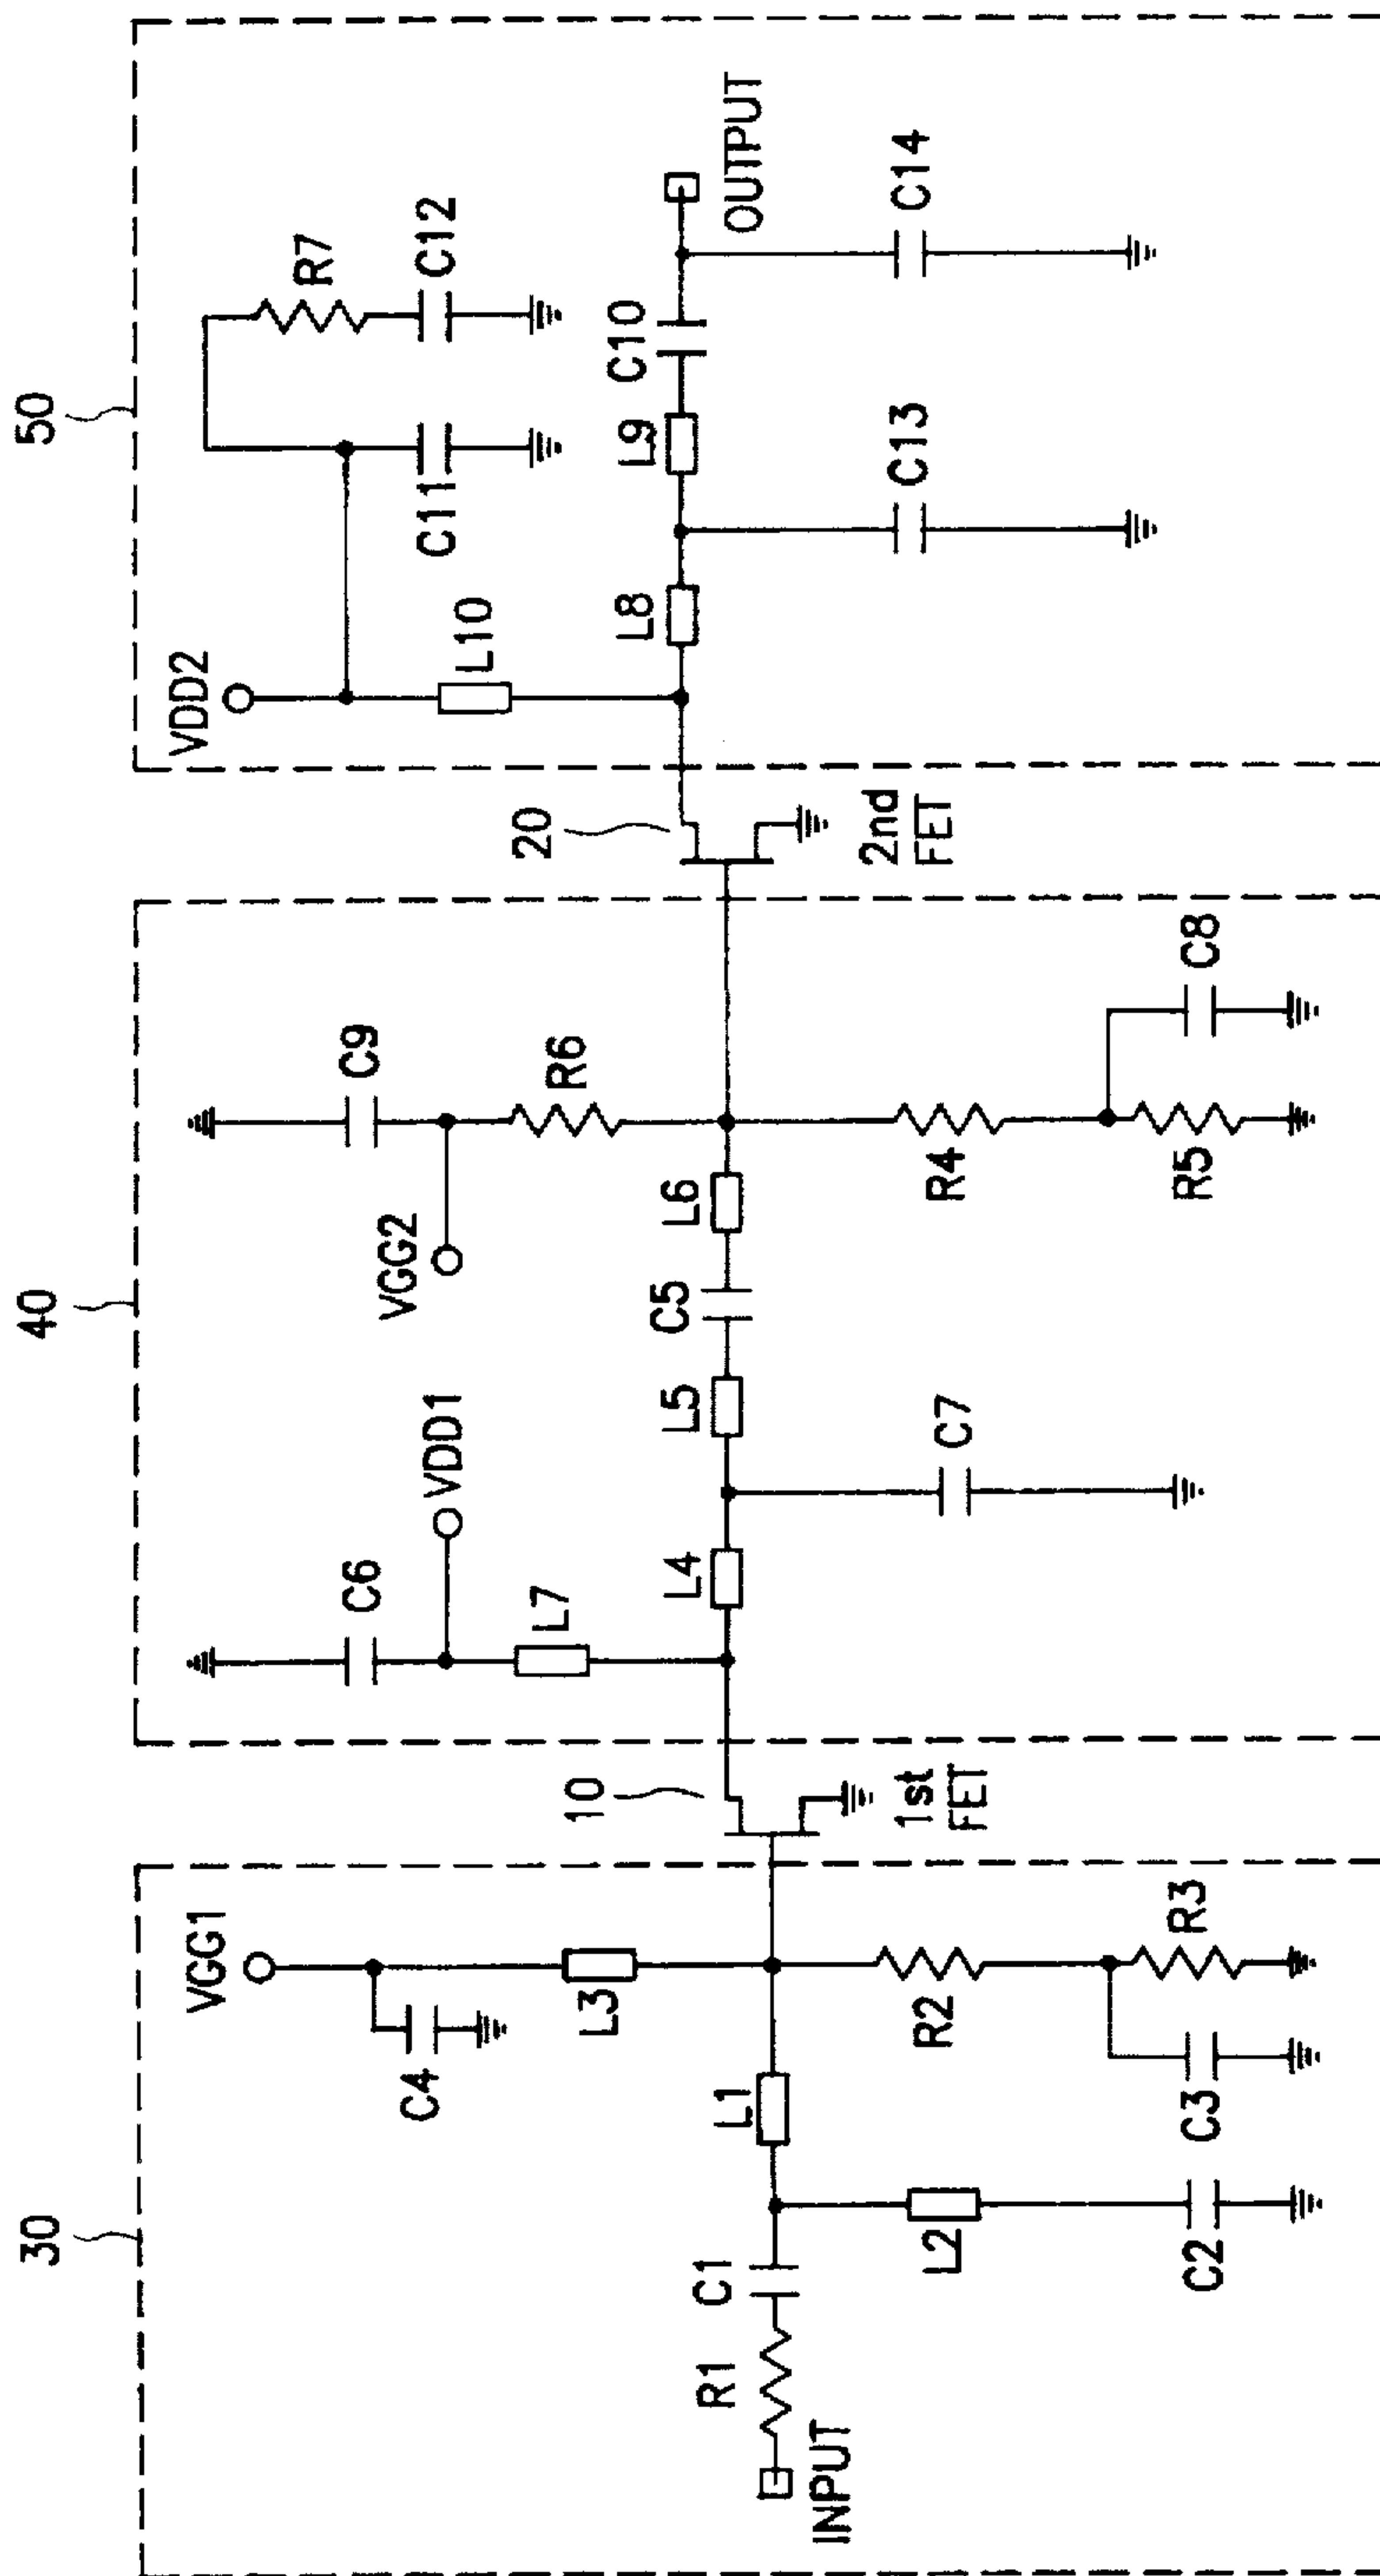 30
VGG1
C4
L3
INPUT
R1
C1
L1
L2
C2
R2
C3
R3
10
1st
FET
40
C6
VDD1
L7
L4
L5
C5
L6
C7
VGG2
C9
R6
R4
R5
C8
20
2nd
FET
50
VDD2
L10
C11
R7
C12
L8
L9
C10
OUTPUT
C13
C14